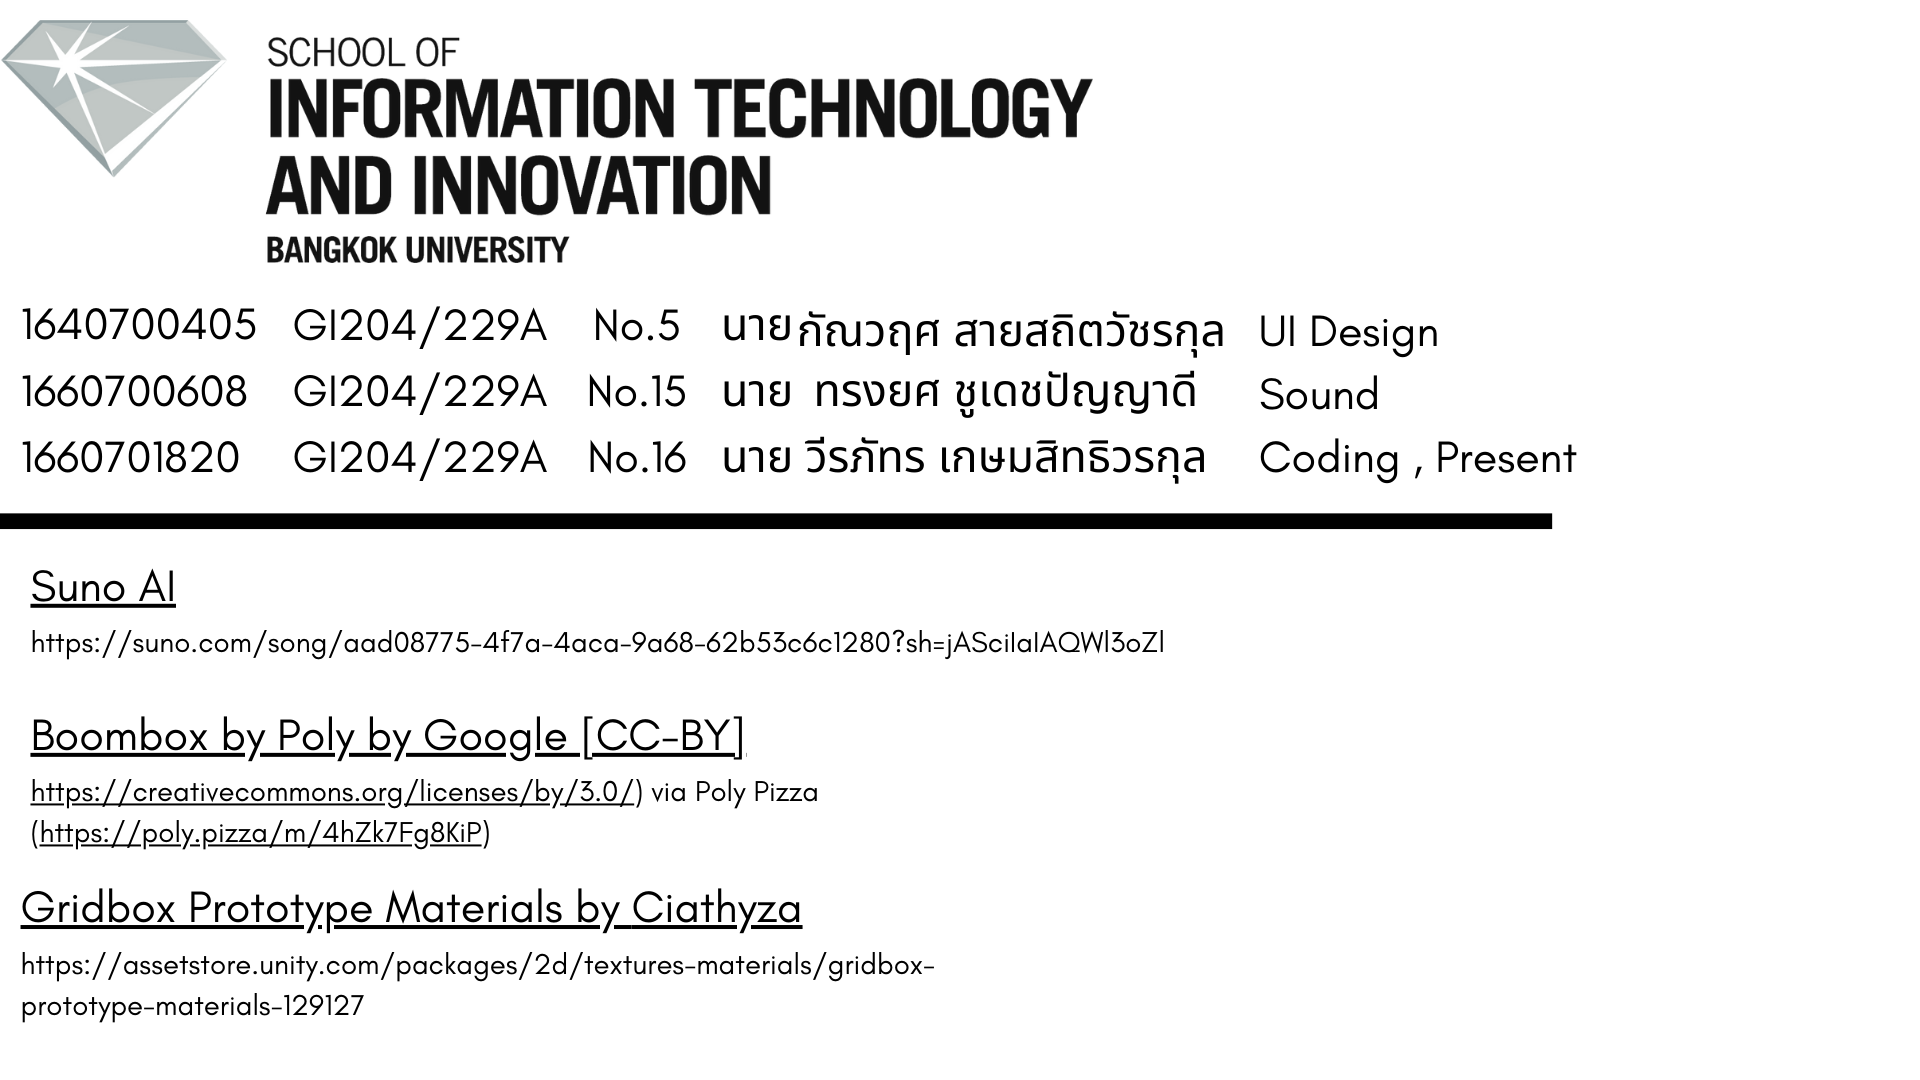 SCHOOL OF
INFORMATION TECHNOLOGY
AND INNOVATION
BANGKOK UNIVERSITY
1640700405 GI204/229A No.5 นายกัณวฤศ สายสถิตวัชรกุล UI Design
1660700608 GI204/229A No.15 นาย ทรงยศ ชูเดชปัญญาดี Sound
1660701820 GI204/229A No.16 นาย วีรภัทร เกษมสิทธิวรกุล Coding , Present
Suno AI
https://suno.com/song/aad08775-4f7a-4aca-9a68-62b53c6c1280?sh=jASciIaIAQWl3oZl
Boombox by Poly by Google [CC-BY]
https://creativecommons.org/licenses/by/3.0/) via Poly Pizza
(https://poly.pizza/m/4hZk7Fg8KiP)
Gridbox Prototype Materials by Ciathyza
https://assetstore.unity.com/packages/2d/textures-materials/gridbox-
prototype-materials-129127